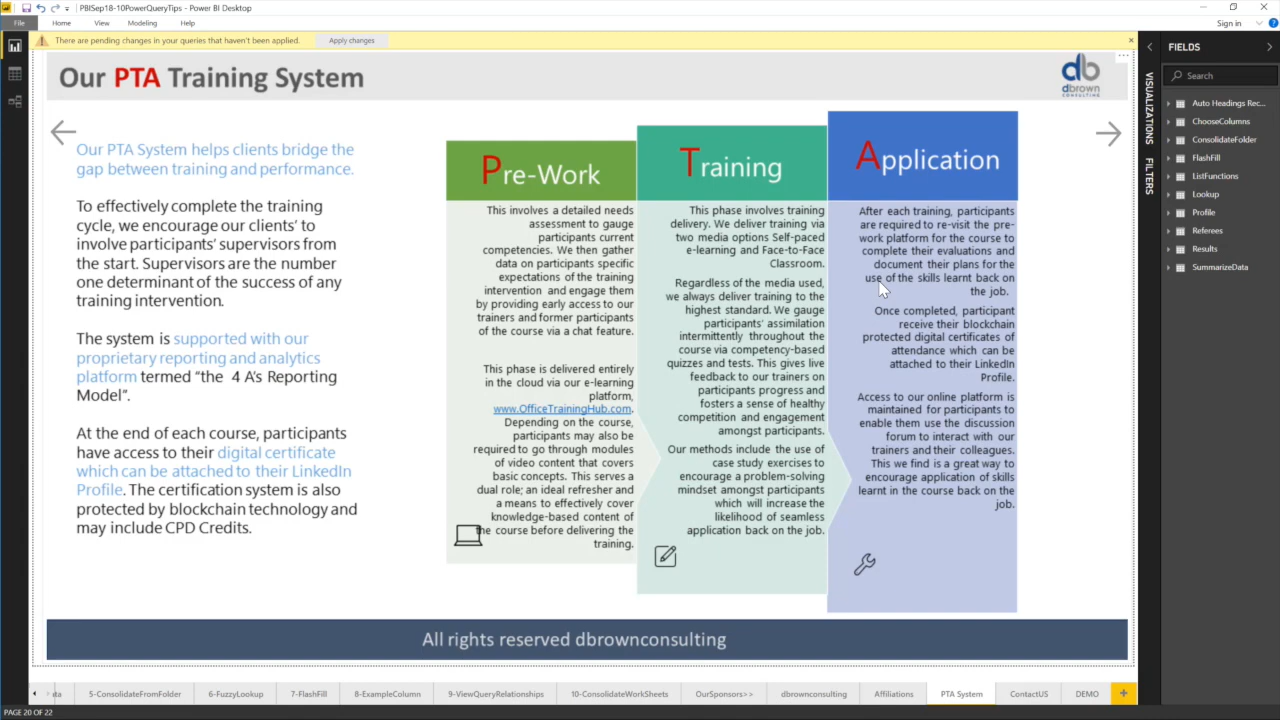 PBISep18-10PowerQueryTips - Power BI Desktop
File
Home
View
Modeling
Help
Sign in
There are pending changes in your queries that haven't been applied.
Apply changes
Our PTA Training System
db
dbrown
CONSULTING
Our PTA System helps clients bridge the
gap between training and performance.
To effectively complete the training
cycle, we encourage our clients' to
involve participants' supervisors from
the start. Supervisors are the number
one determinant of the success of any
training intervention.
The system is supported with our
proprietary reporting and analytics
platform termed "the 4 A's Reporting
Model".
At the end of each course, participants
have access to their digital certificate
which can be attached to their LinkedIn
Profile. The certification system is also
protected by blockchain technology and
may include CPD Credits.
Pre-Work
This involves a detailed needs
assessment to gauge
participants current
competencies. We then gather
data on participants specific
expectations of the training
intervention and engage them
by providing early access to our
trainers and former participants
of the course via a chat feature.
This phase is delivered entirely
in the cloud via our e-learning
platform,
www.OfficeTrainingHub.com.
Depending on the course,
participants may also be
required to go through modules
of video content that covers
basic concepts. This serves a
dual role; an ideal refresher and
a means to effectively cover
knowledge-based content of
the course before delivering the
training.
Training
This phase involves training
delivery. We deliver training via
two media options Self-paced
e-learning and Face-to-Face
Classroom.
Regardless of the media used,
we always deliver training to the
highest standard. We gauge
participants' assimilation
intermittently throughout the
course via competency-based
quizzes and tests. This gives live
feedback to our trainers on
participants progress and
fosters a sense of healthy
competition and engagement
amongst participants.
Our methods include the use of
case study exercises to
encourage a problem-solving
mindset amongst participants
which will increase the
likelihood of seamless
application back on the job.
Application
After each training, participants
are required to re-visit the pre-
work platform for the course to
complete their evaluations and
document their plans for the
use of the skills learnt back on
the job.
Once completed, participant
receive their blockchain
protected digital certificates of
attendance which can be
attached to their LinkedIn
Profile.
Access to our online platform is
maintained for participants to
enable them use the discussion
forum to interact with our
trainers and their colleagues.
This we find is a great way to
encourage application of skills
learnt in the course back on the
job.
All rights reserved dbrownconsulting
VISUALIZATIONS
FILTERS
FIELDS
Search
Auto Headings Rec...
ChooseColumns
ConsolidateFolder
FlashFill
ListFunctions
Lookup
Profile
Referees
Results
SummarizeData
ta
5-ConsolidateFromFolder
6-FuzzyLookup
7-FlashFill
8-ExampleColumn
9-ViewQueryRelationships
10-ConsolidateWorkSheets
OurSponsors>>
dbrownconsulting
Affiliations
PTA System
ContactUS
DEMO
PAGE 20 OF 22